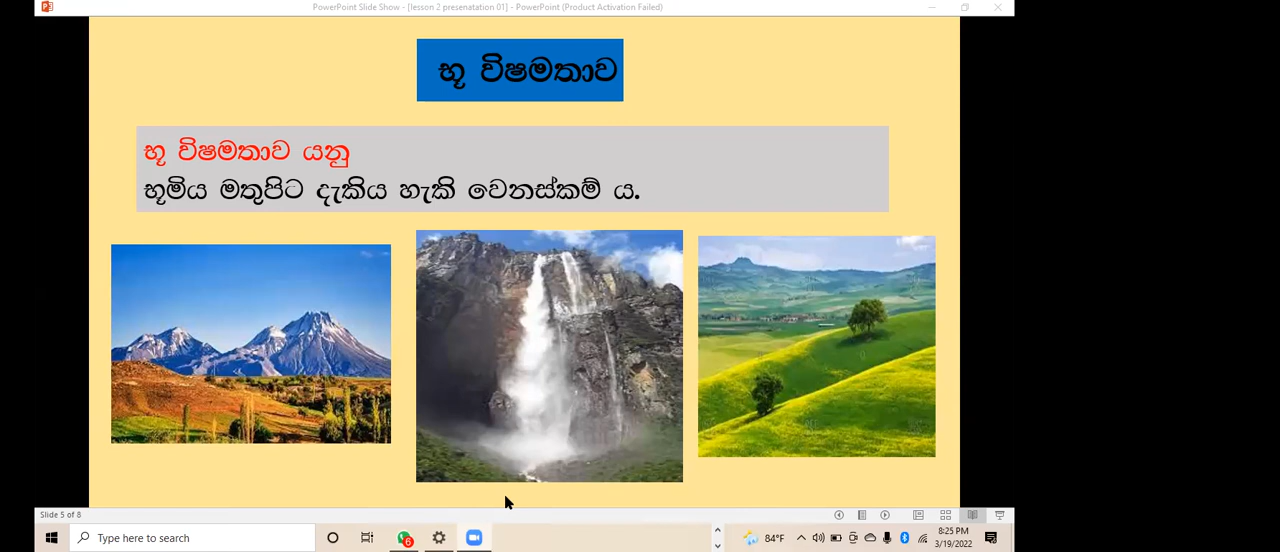 PowerPoint Slide Show - [lesson 2 presenatation 01] - PowerPoint (Product Activation Failed)
භූ විෂමතාව
භූ විෂමතාව යනු
භූමිය මතුපිට දැකිය හැකි වෙනස්කම් ය.
Slide 5 of 8
Type here to search
6
84°F
8:25 PM
3/19/2022